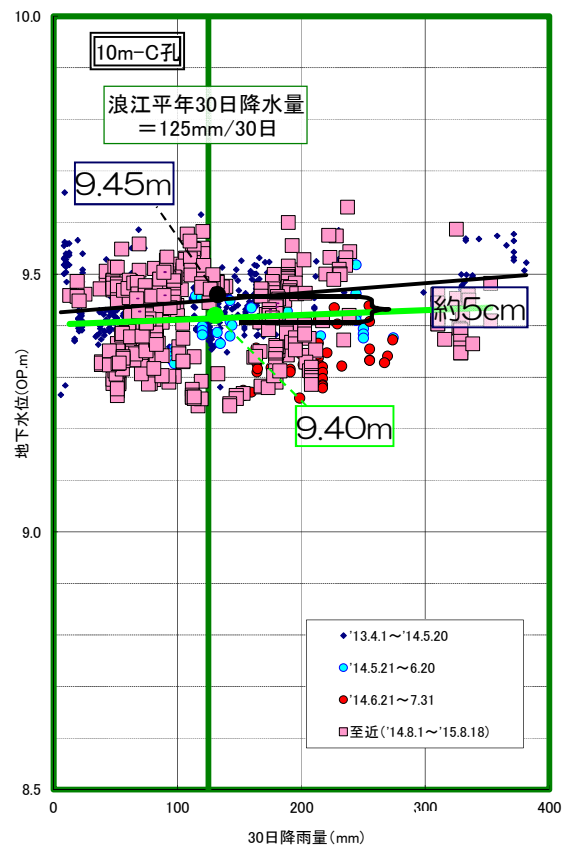 10.0
10m-C孔
浪江平年30日降水量
＝125mm/30日
9.45m
9.5
約5cm
9.40m
地下水位(OP.m)
9.0
'13.4.1～'14.5.20
'14.5.21～6.20
'14.6.21～7.31
至近('14.8.1～'15.8.18)
8.5
0 100 200 300 400
30日降雨量(mm)